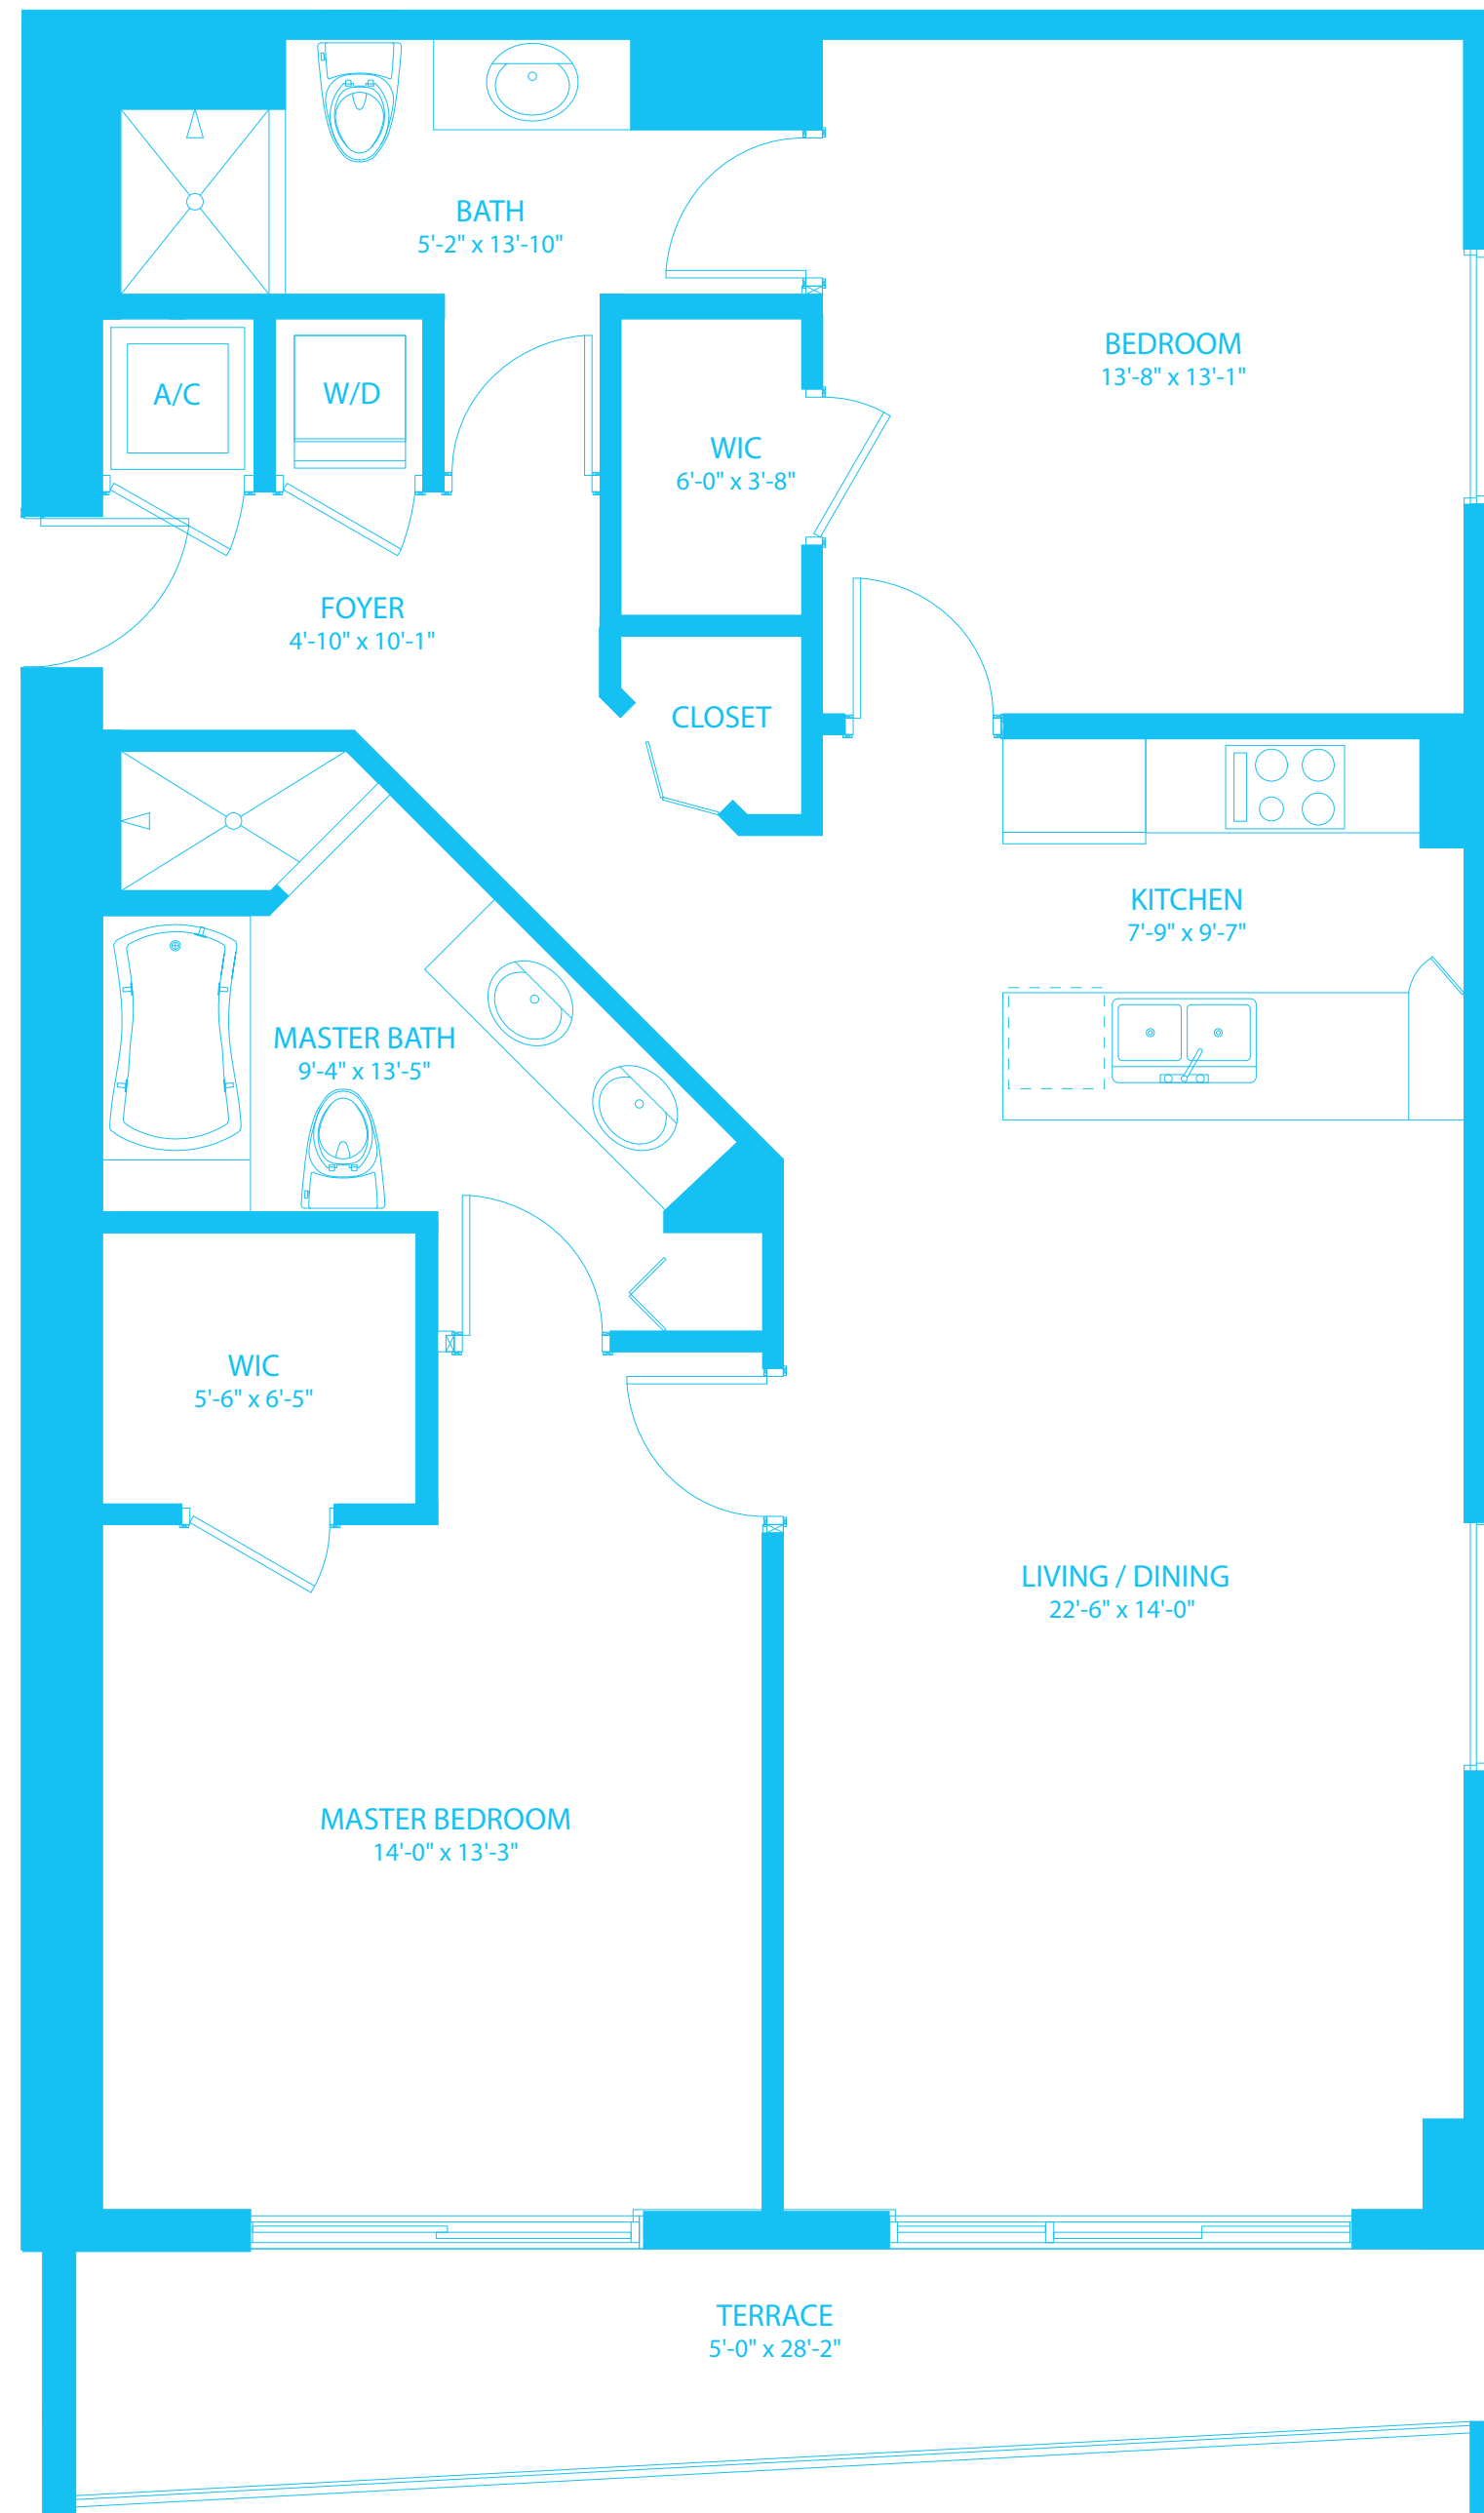 BATH
5'-2" x 13'-10"
BEDROOM
13'-8" x 13'-1"
A/C
W/D
WIC
6'-0" x 3'-8"
FOYER
4'-10" x 10'-1"
CLOSET
KITCHEN
7'-9" x 9'-7"
MASTER BATH
9'-4" x 13'-5"
WIC
5'-6" x 6'-5"
LIVING / DINING
22'-6" x 14'-0"
MASTER BEDROOM
14'-0" x 13'-3"
TERRACE
5'-0" x 28'-2"